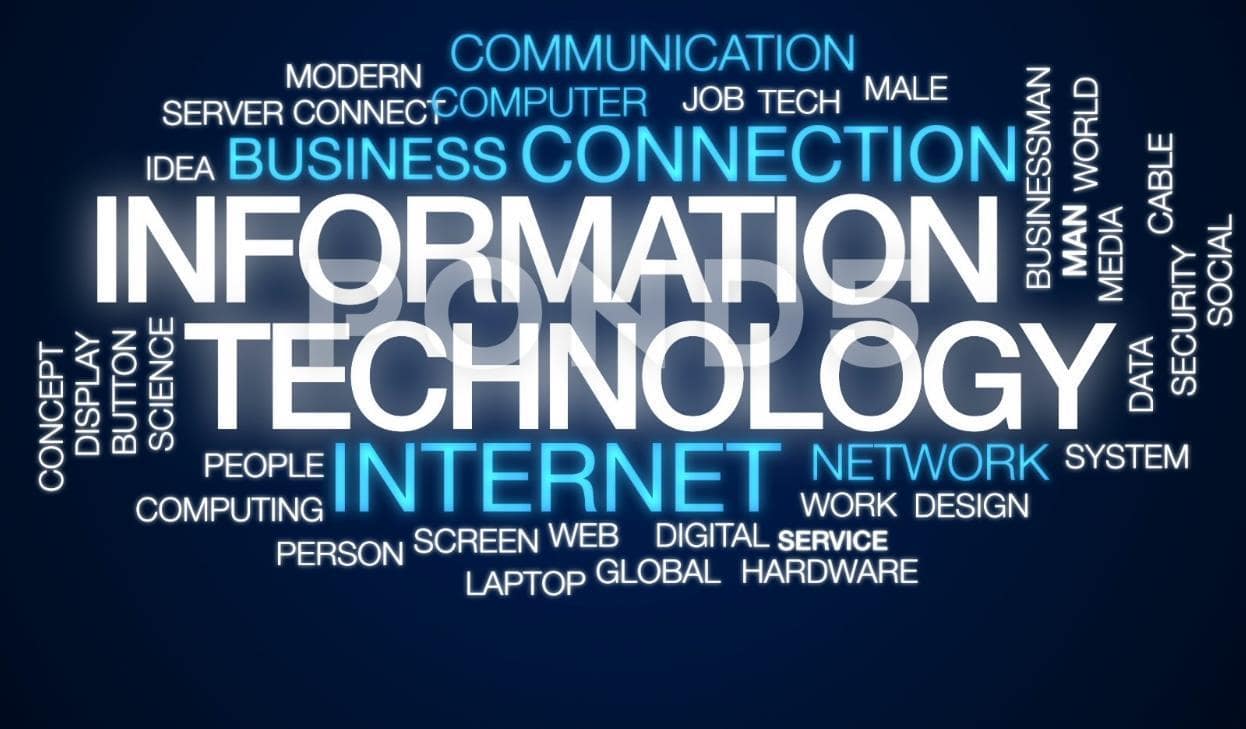 COMMUNICATION
MODERN
COMPUTER
JOB
TECH
MALE
SERVER
CONNECT
IDEA
BUSINESS
CONNECTION
BUSINESSMAN
MAN
WORLD
MEDIA
CABLE
SOCIAL
SECURITY
DATA
INFORMATION
POND5
TECHNOLOGY
CONCEPT
DISPLAY
BUTTON
SCIENCE
PEOPLE
INTERNET
NETWORK
SYSTEM
COMPUTING
WORK
DESIGN
PERSON
SCREEN
WEB
DIGITAL
SERVICE
LAPTOP
GLOBAL
HARDWARE